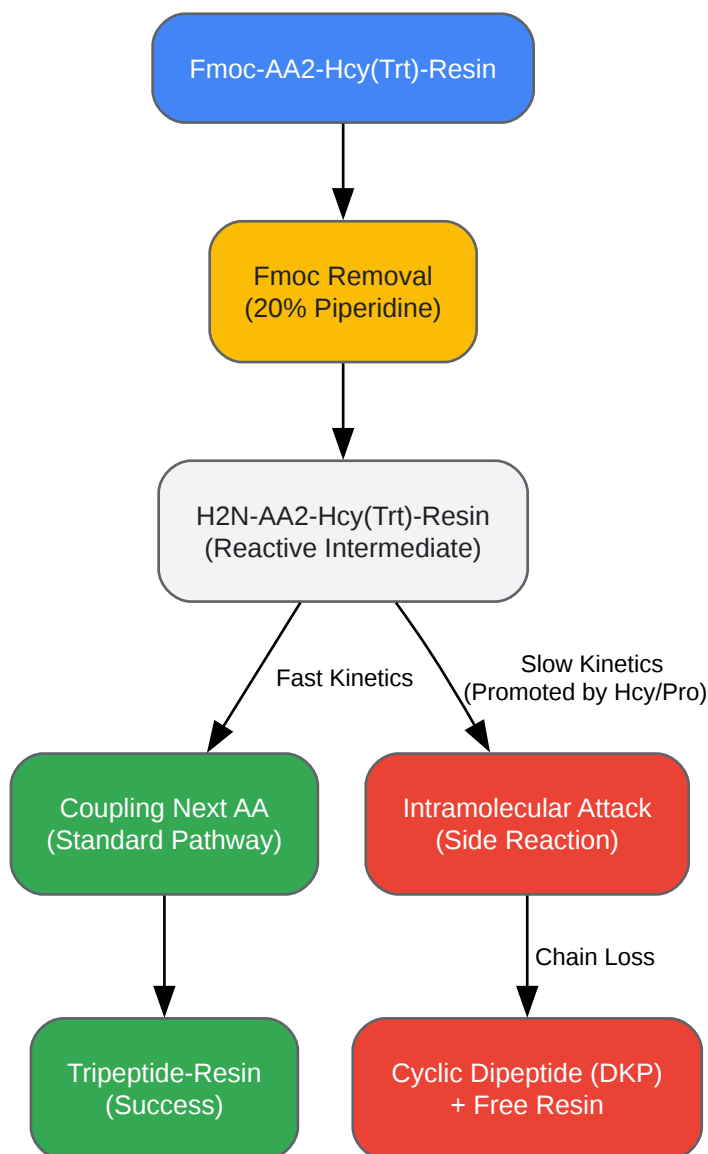 Fmoc-AA2-Hcy(Trt)-Resin
Fmoc Removal
(20% Piperidine)
H2N-AA2-Hcy(Trt)-Resin
(Reactive Intermediate)
Fast Kinetics
Slow Kinetics
(Promoted by Hcy/Pro)
Coupling Next AA
(Standard Pathway)
Intramolecular Attack
(Side Reaction)
Chain Loss
Tripeptide-Resin
(Success)
Cyclic Dipeptide (DKP)
+ Free Resin